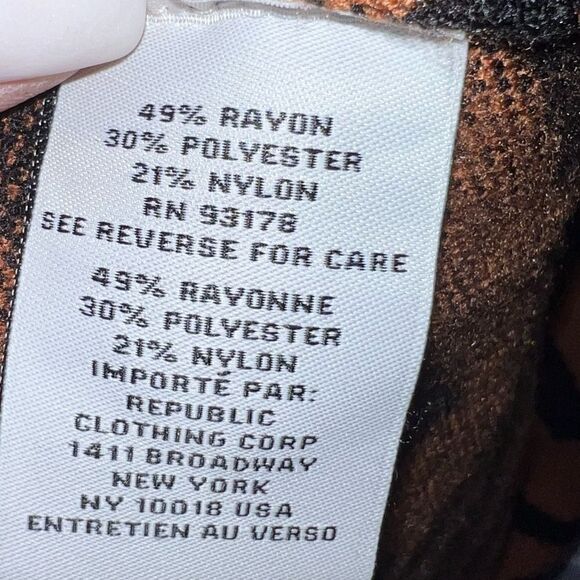 49% RAYON
30% POLYESTER
21% NYLON
RN 93178
SEE REVERSE FOR CARE
49% RAYONNE
30% POLYESTER
21% NYLON
IMPORTÉ PAR:
REPUBLIC
CLOTHING CORP
1411 BROADWAY
NEW YORK
NY 10018 USA
ENTRETIEN AU VERSO